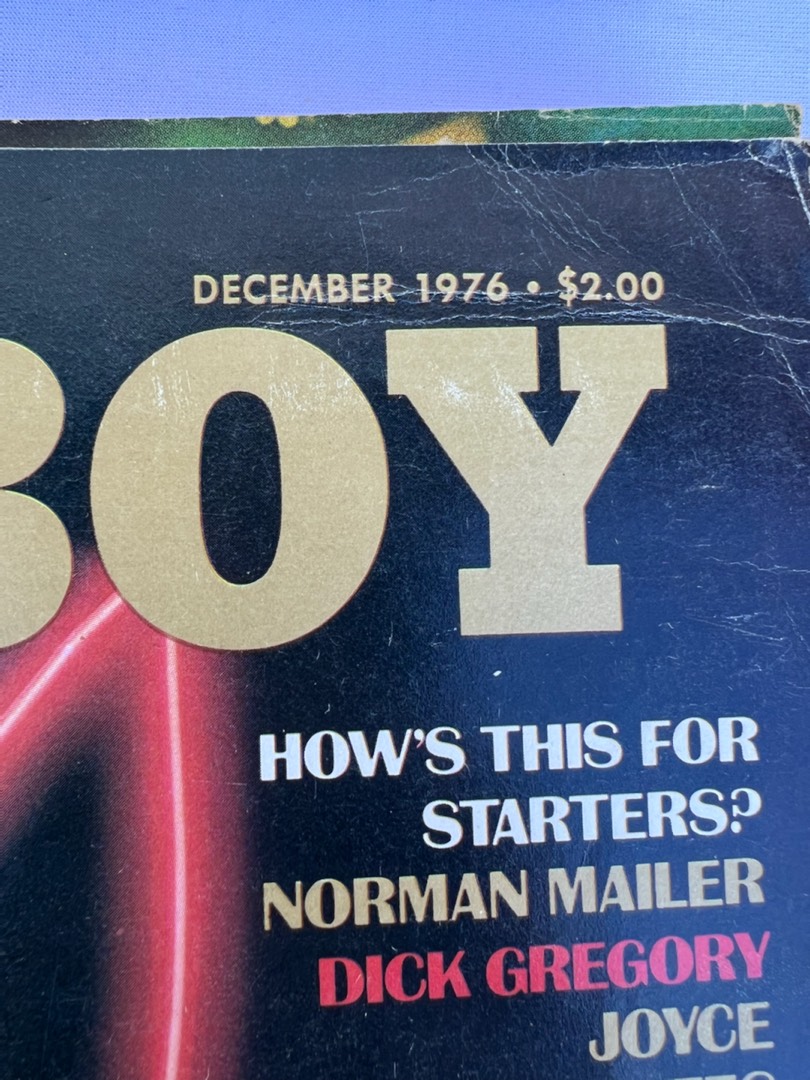 DECEMBER 1976 • $2.00
BOY
HOW'S THIS FOR
STARTERS?
NORMAN MAILER
DICK GREGORY
JOYCE